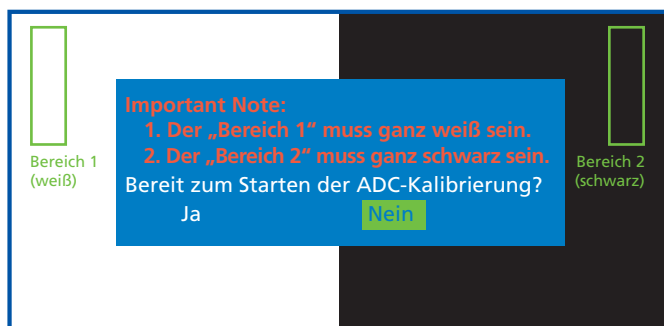 Important Note:
1. Der „Bereich 1“ muss ganz weiß sein.
2. Der „Bereich 2“ muss ganz schwarz sein.
Bereit zum Starten der ADC-Kalibrierung?
Ja Nein
Bereich 1
(weiß)
Bereich 2
(schwarz)